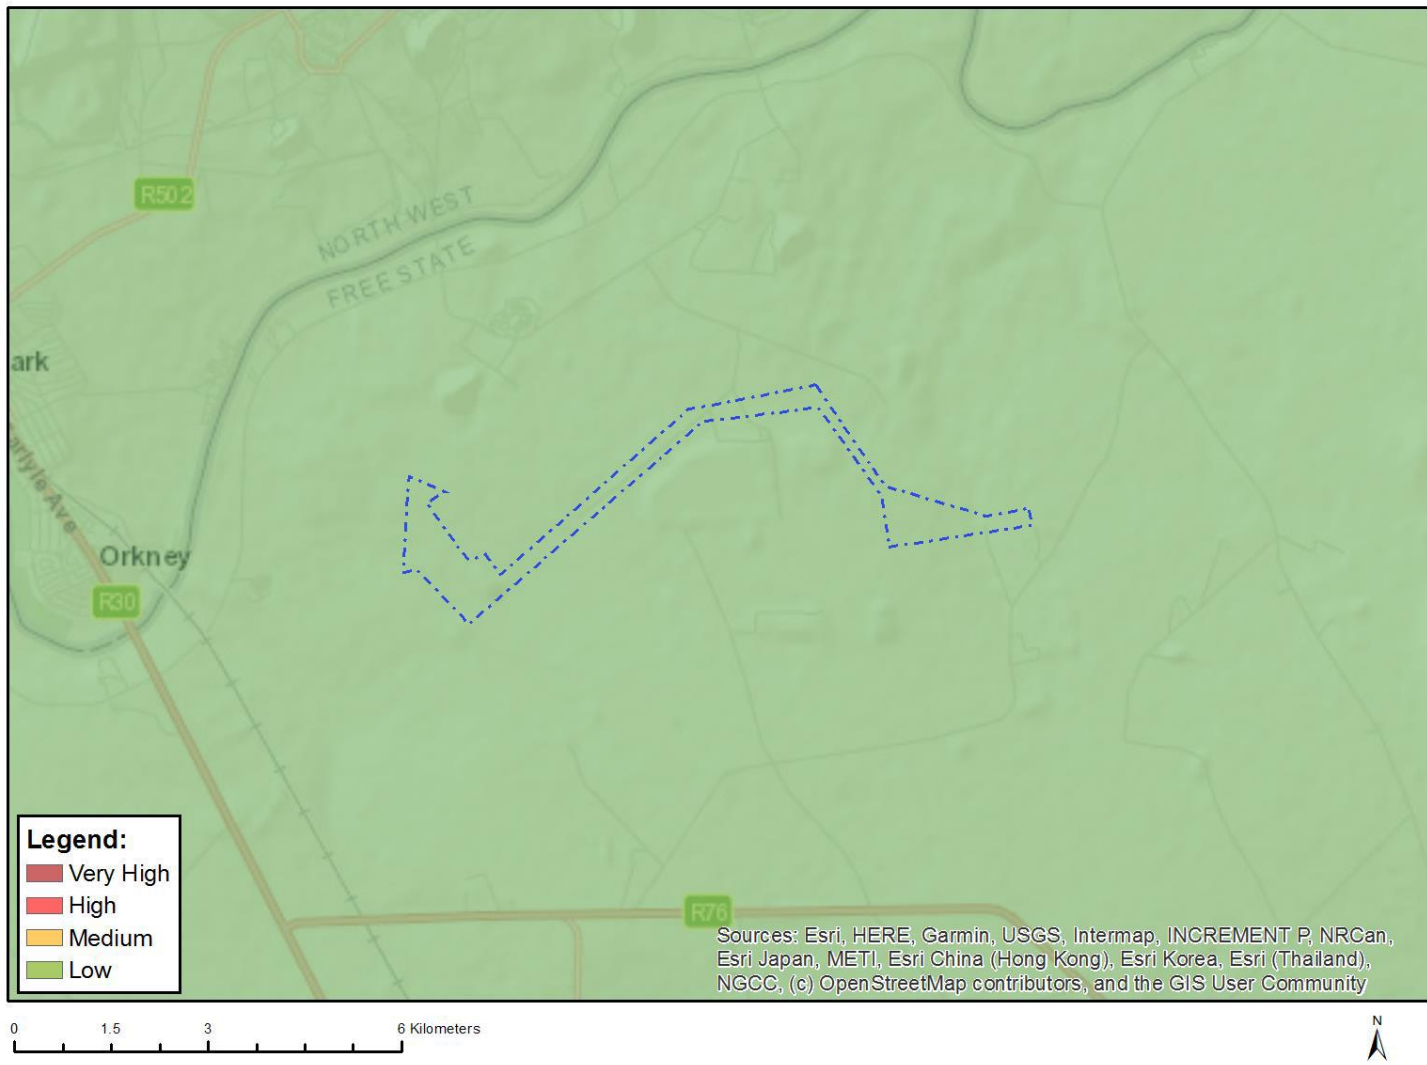 R502
NORTH WEST
FREE STATE
ark
arlyle Ave
Orkney
R30
R76
Legend:
Very High
High
Medium
Low
Sources: Esri, HERE, Garmin, USGS, Intermap, INCREMENT P, NRCan,
Esri Japan, METI, Esri China (Hong Kong), Esri Korea, Esri (Thailand),
NGCC, (c) OpenStreetMap contributors, and the GIS User Community
0 1.5 3 6 Kilometers
N